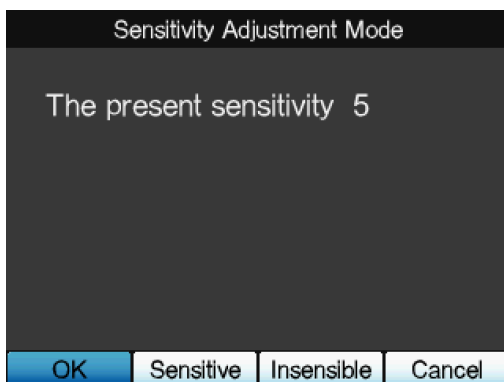 Sensitivity Adjustment Mode
The present sensitivity 5
OK Sensitive Insensible Cancel